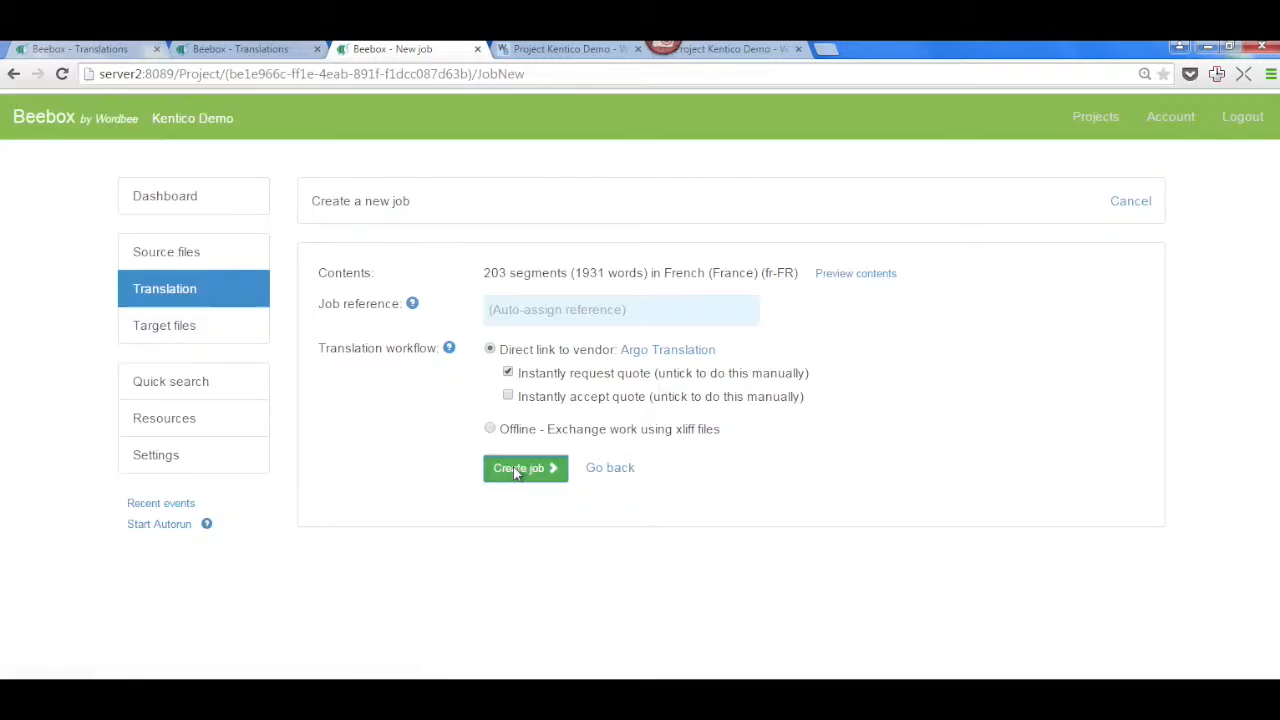 Beebox - Translations
Beebox - Translations
Beebox - New job
Project Kentico Demo - W
Project Kentico Demo - W
server2:8089/Project/(be1e966c-ff1e-4eab-891f-f1dcc087d63b)/JobNew
Beebox by Wordbee Kentico Demo
Projects Account Logout
Dashboard
Source files
Translation
Target files
Quick search
Resources
Settings
Recent events
Start Autorun ?
Create a new job
Cancel
Contents: 203 segments (1931 words) in French (France) (fr-FR) Preview contents
Job reference: ? (Auto-assign reference)
Translation workflow: ? Direct link to vendor: Argo Translation
Instantly request quote (untick to do this manually)
Instantly accept quote (untick to do this manually)
Offline - Exchange work using xliff files
Create job Go back